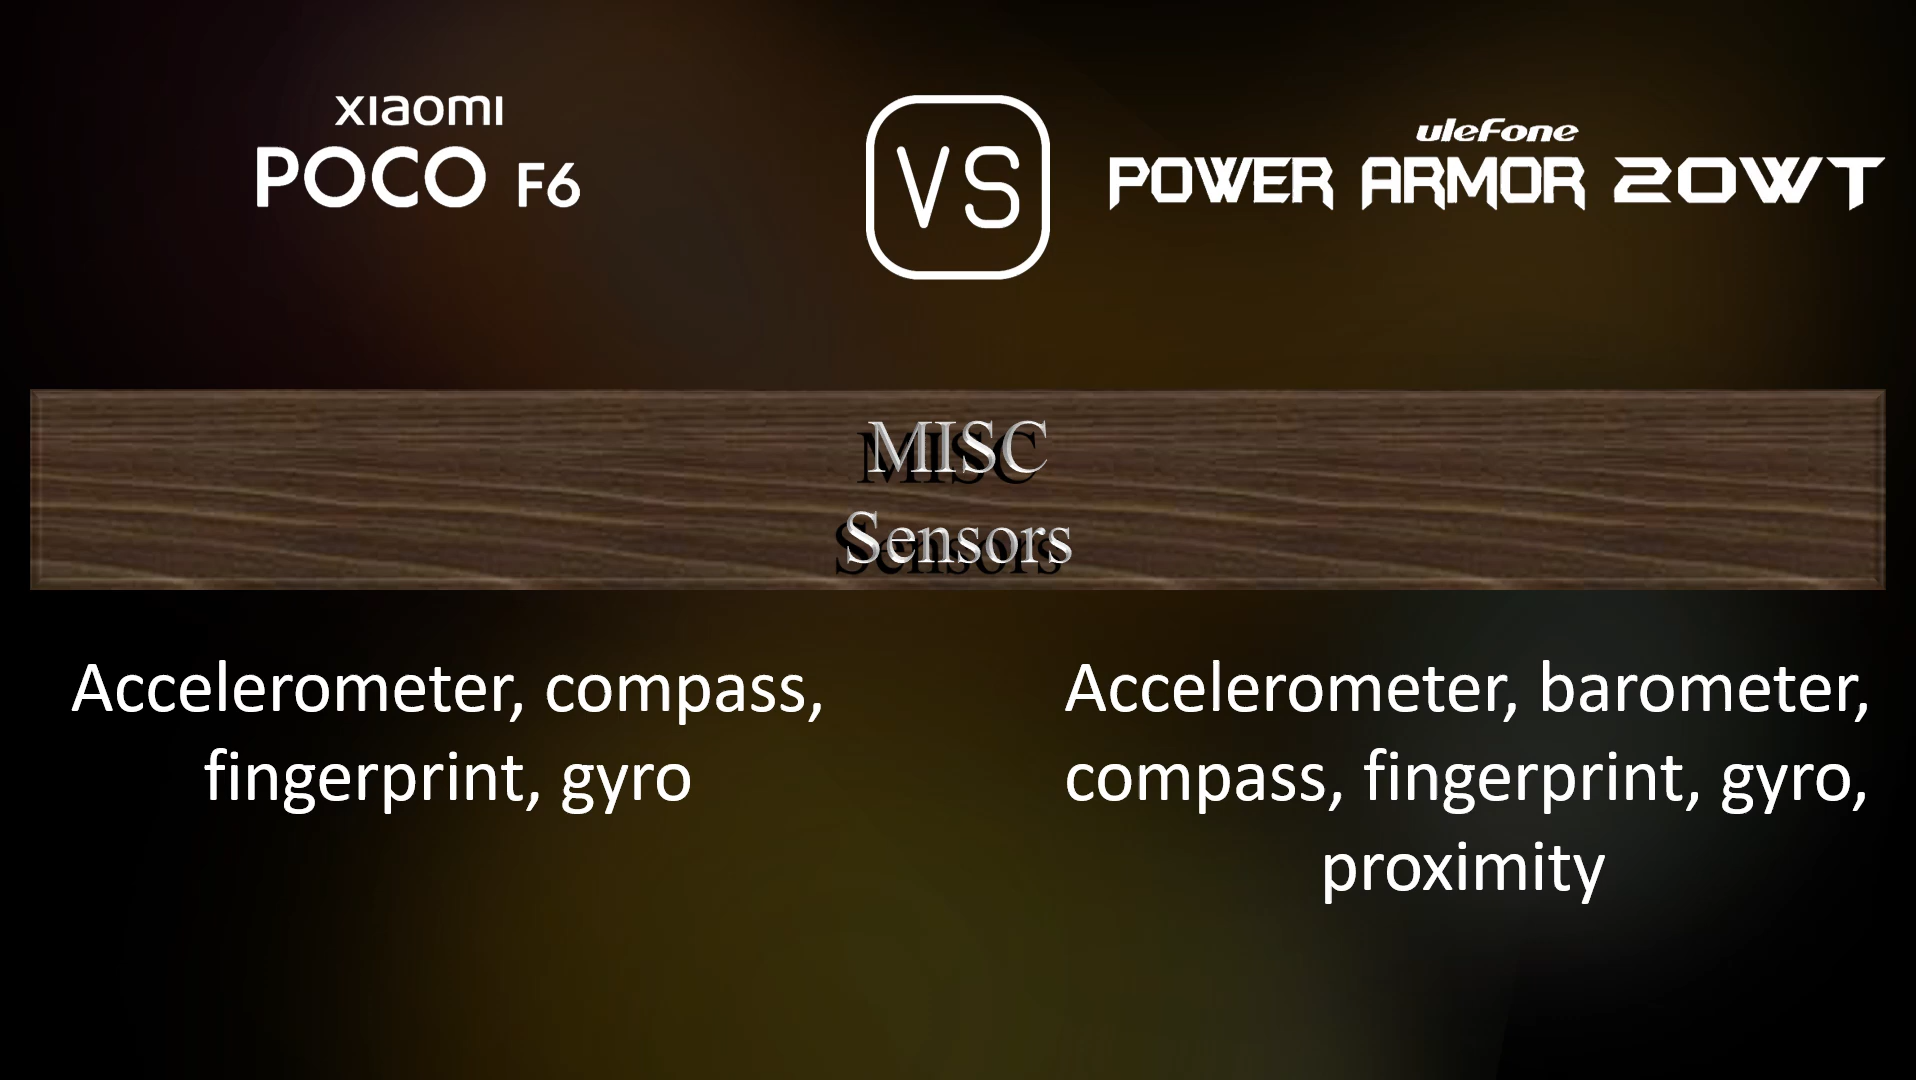 xiaomi
POCO F6
VS
uleFone
POWER ARMOR 20WT
MISC
Sensors
Accelerometer, compass,
fingerprint, gyro
Accelerometer, barometer,
compass, fingerprint, gyro,
proximity